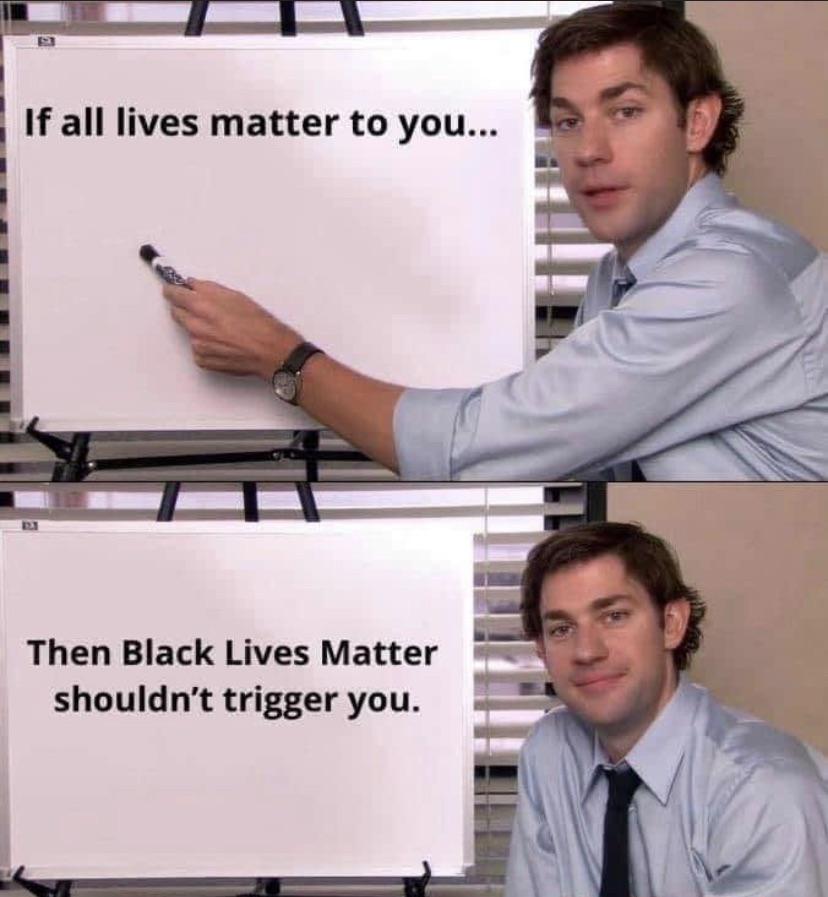 If all lives matter to you...
Then Black Lives Matter
shouldn't trigger you.